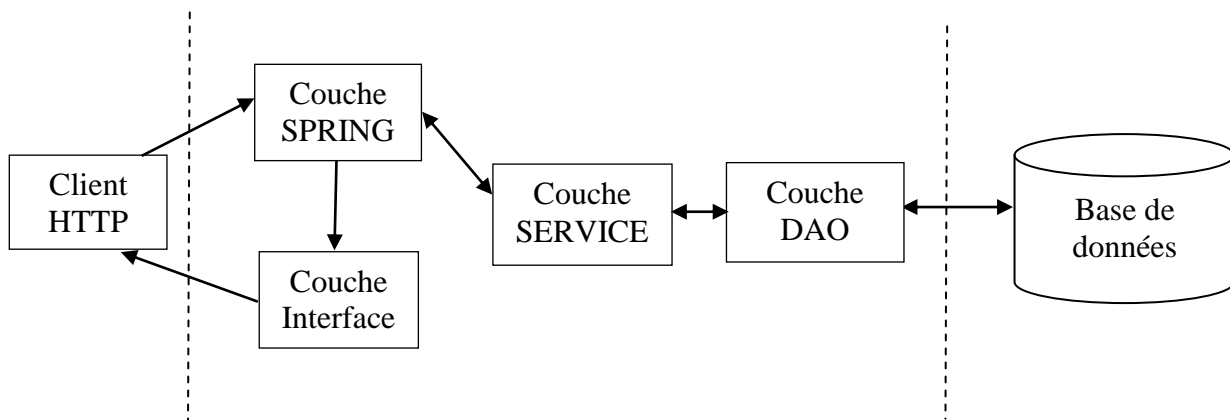 Client
HTTP
Couche
SPRING
Couche
Interface
Couche
SERVICE
Couche
DAO
Base de
données